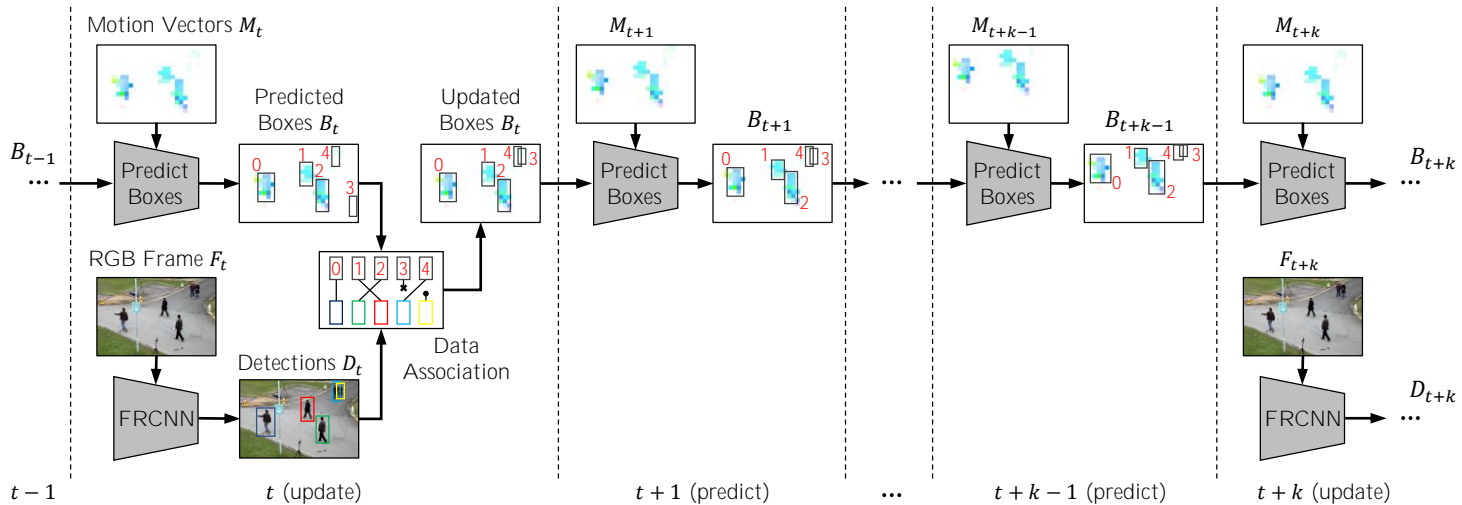 Motion Vectors M_t
M_{t+1}
M_{t+k−1}
M_{t+k}
Predicted
Boxes B_t
Updated
Boxes B_t
B_{t+1}
B_{t+k−1}
B_{t−1}
...
Predict
Boxes
0 1 2 3 4
0 1 2 4 3
Predict
Boxes
0 1 2 4 3
...
Predict
Boxes
0 1 2 4 3
Predict
Boxes
B_{t+k}
...
RGB Frame F_t
0 1 2 3 4
Data
Association
F_{t+k}
FRCNN
Detections D_t
FRCNN
D_{t+k}
...
t − 1
t (update)
t + 1 (predict)
...
t + k − 1 (predict)
t + k (update)